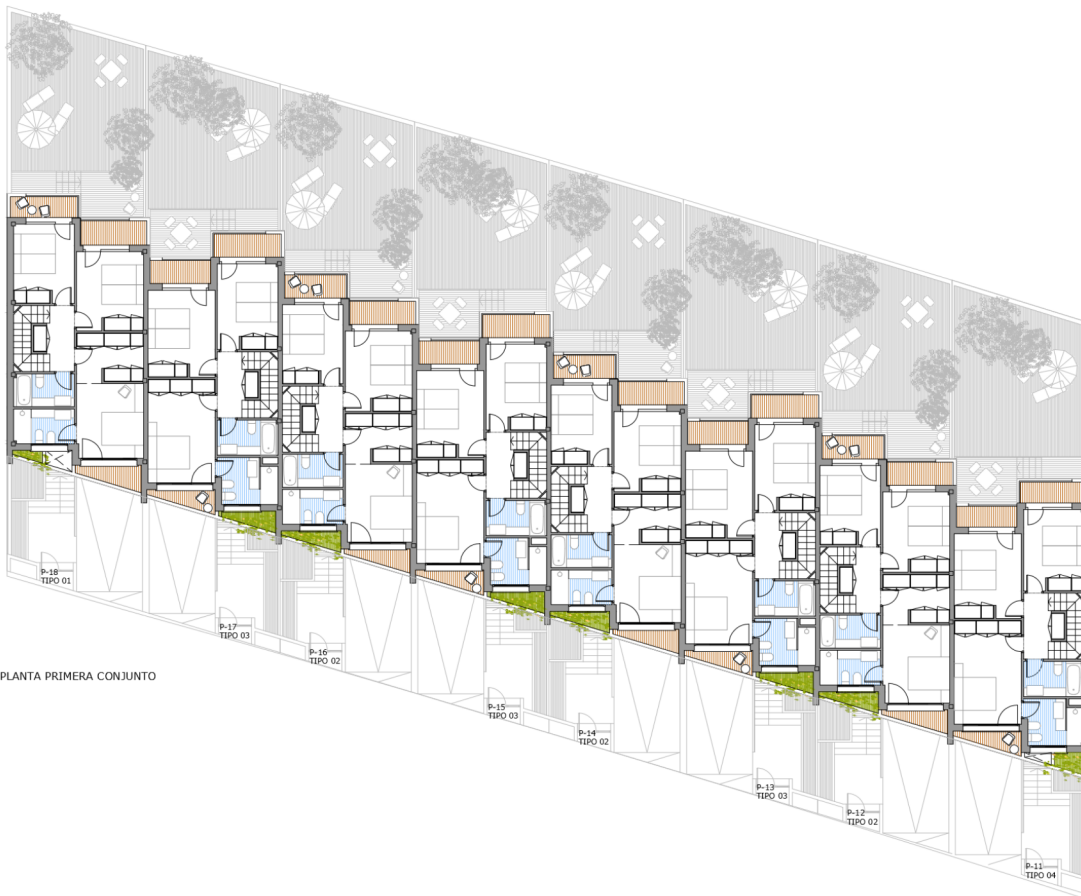 P-18
TIPO 01
P-17
TIPO 03
P-16
TIPO 02
PLANTA PRIMERA CONJUNTO
P-15
TIPO 03
P-14
TIPO 02
P-13
TIPO 03
P-12
TIPO 02
P-11
TIPO 04